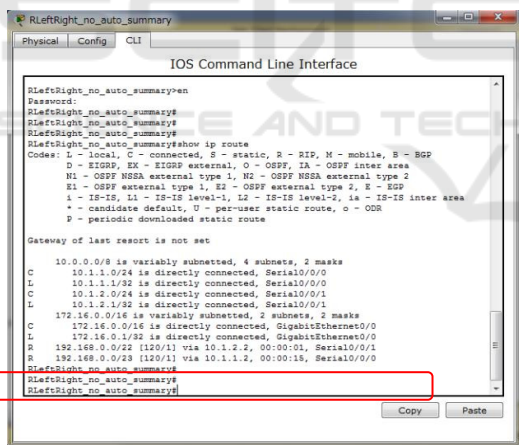 RLeftRight_no_auto_summary
Physical Config CLI
IOS Command Line Interface
RLeftRight_no_auto_summary>en
Password:
RLeftRight_no_auto_summary#
RLeftRight_no_auto_summary#
RLeftRight_no_auto_summary#
RLeftRight_no_auto_summary#show ip route
Codes: L - local, C - connected, S - static, R - RIP, M - mobile, B - BGP
D - EIGRP, EX - EIGRP external, O - OSPF, IA - OSPF inter area
N1 - OSPF NSSA external type 1, N2 - OSPF NSSA external type 2
E1 - OSPF external type 1, E2 - OSPF external type 2, E - EGP
i - IS-IS, L1 - IS-IS level-1, L2 - IS-IS level-2, ia - IS-IS inter area
* - candidate default, U - per-user static route, o - ODR
P - periodic downloaded static route
Gateway of last resort is not set
10.0.0.0/8 is variably subnetted, 4 subnets, 2 masks
C 10.1.1.0/24 is directly connected, Serial0/0/0
L 10.1.1.1/32 is directly connected, Serial0/0/0
C 10.1.2.0/24 is directly connected, Serial0/0/1
L 10.1.2.1/32 is directly connected, Serial0/0/1
172.16.0.0/16 is variably subnetted, 2 subnets, 2 masks
C 172.16.0.0/16 is directly connected, GigabitEthernet0/0
L 172.16.0.1/32 is directly connected, GigabitEthernet0/0
R 192.168.0.0/22 [120/1] via 10.1.2.2, 00:00:01, Serial0/0/1
R 192.168.0.0/23 [120/1] via 10.1.1.2, 00:00:15, Serial0/0/0
RLeftRight_no_auto_summary#
RLeftRight_no_auto_summary#
RLeftRight_no_auto_summary#
Copy Paste